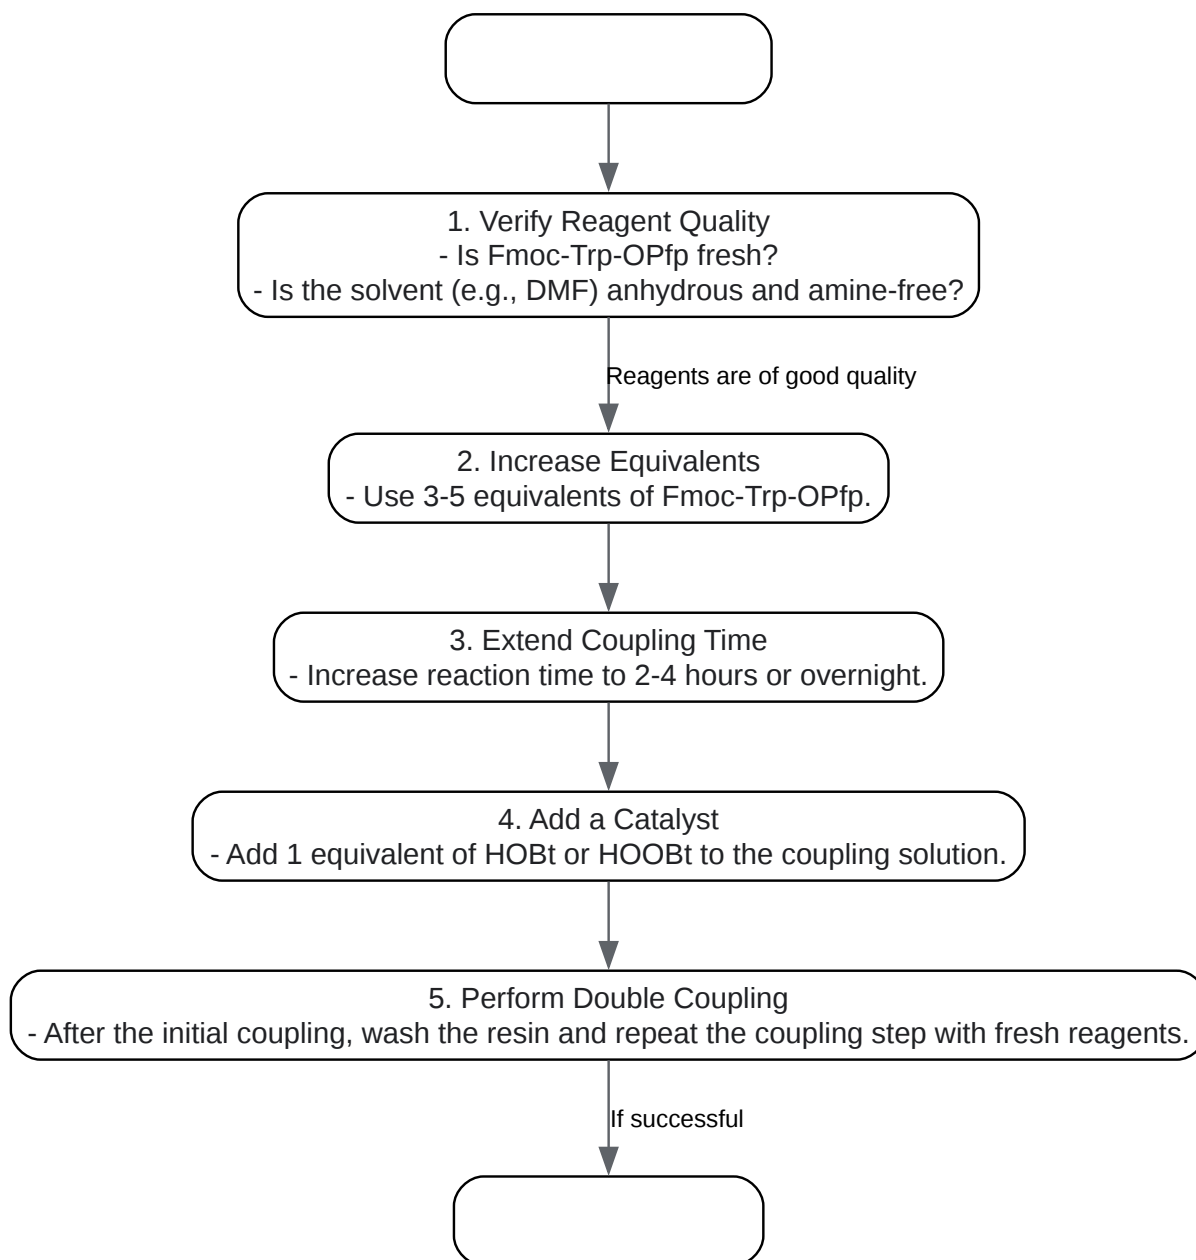 1. Verify Reagent Quality
- Is Fmoc-Trp-OPfp fresh?
- Is the solvent (e.g., DMF) anhydrous and amine-free?
Reagents are of good quality
2. Increase Equivalents
- Use 3-5 equivalents of Fmoc-Trp-OPfp.
3. Extend Coupling Time
- Increase reaction time to 2-4 hours or overnight.
4. Add a Catalyst
- Add 1 equivalent of HOBt or HOOBt to the coupling solution.
5. Perform Double Coupling
- After the initial coupling, wash the resin and repeat the coupling step with fresh reagents.
If successful